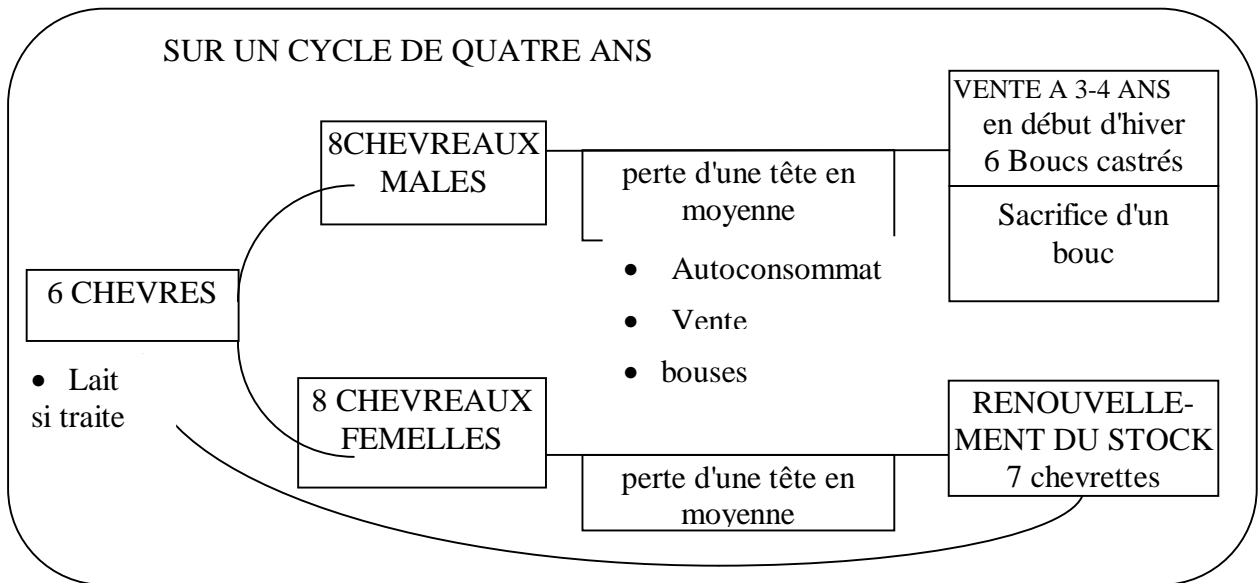 SUR UN CYCLE DE QUATRE ANS
VENTE A 3-4 ANS
en début d'hiver
6 Boucs castrés
8CHEVREAUX
MALES
perte d'une tête en
moyenne
Sacrifice d'un
bouc
• Autoconsommat
6 CHEVRES
• Vente
• bouses
• Lait
si traite
8 CHEVREAUX
FEMELLES
RENOUVELLE-
MENT DU STOCK
7 chevrettes
perte d'une tête en
moyenne